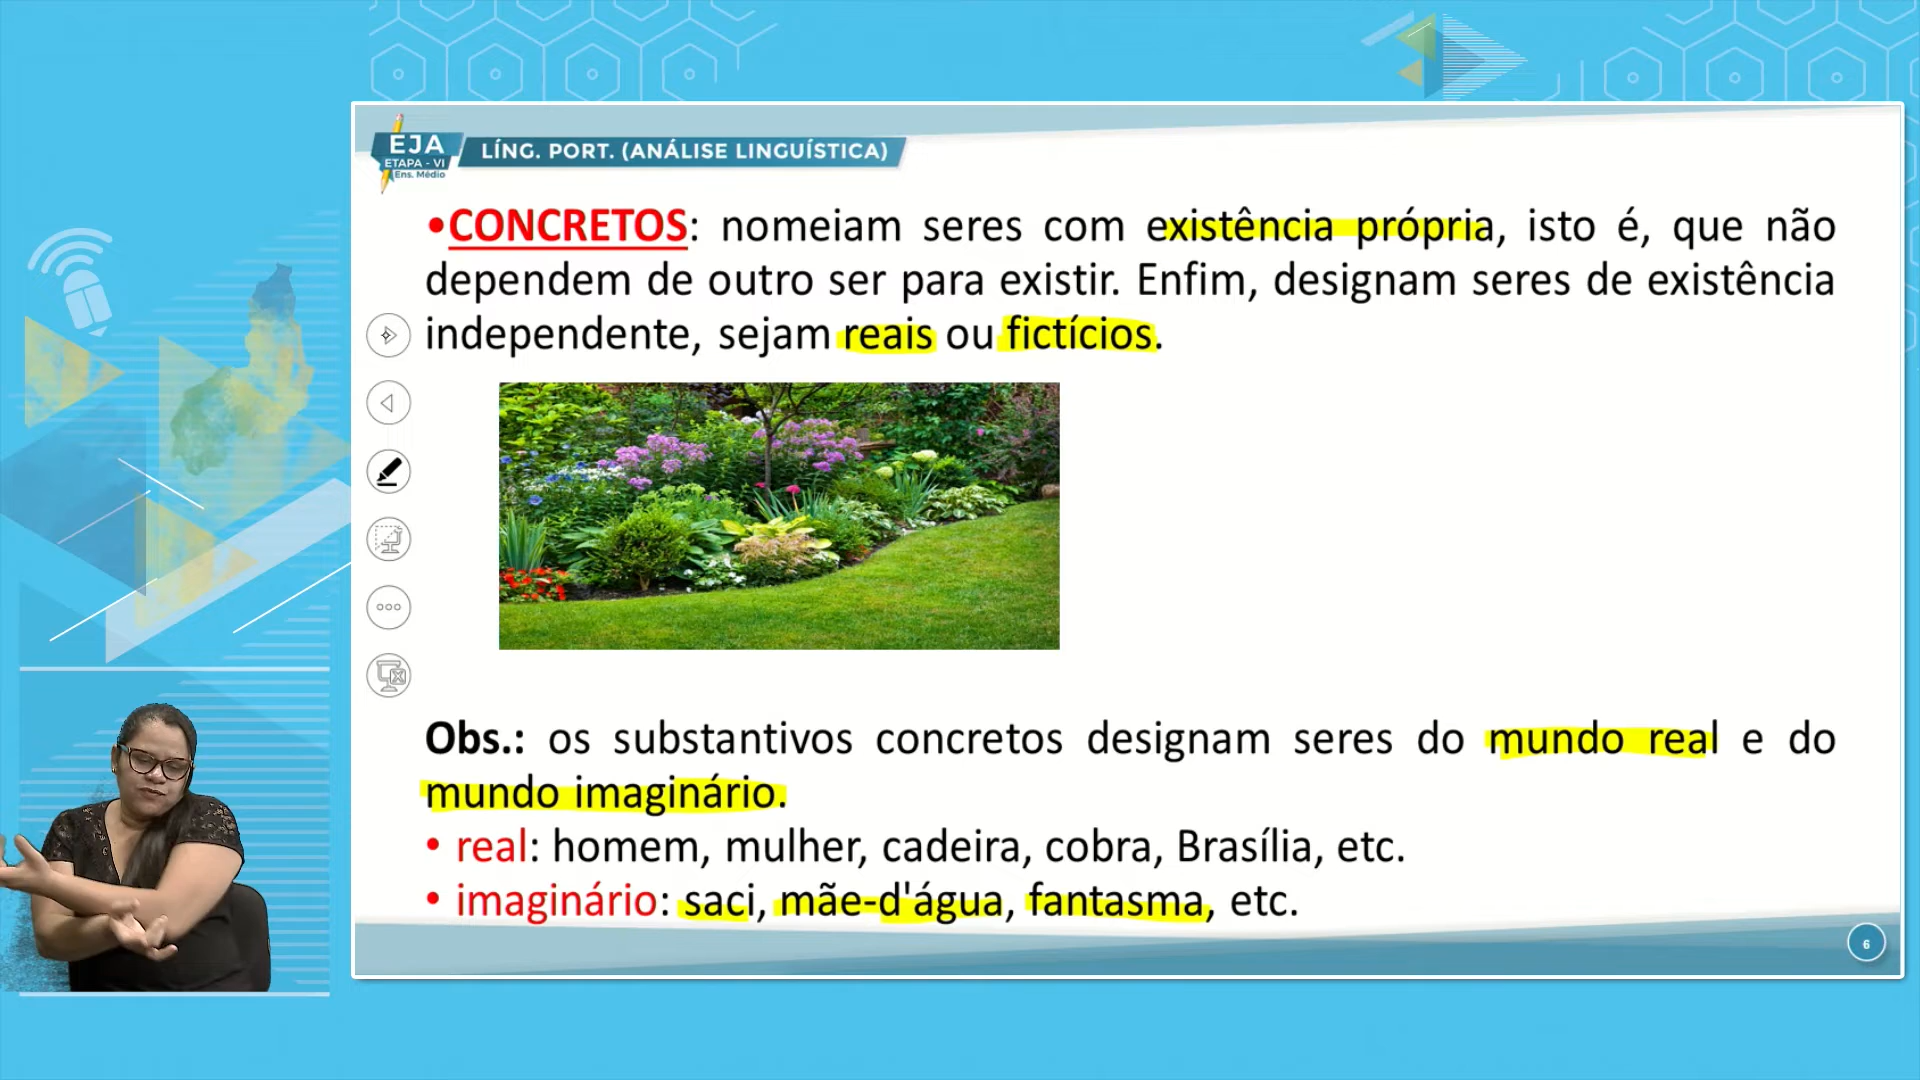 EJA
ETAPA - VI
Ens. Médio
LÍNG. PORT. (ANÁLISE LINGUÍSTICA)
•CONCRETOS: nomeiam seres com existência própria, isto é, que não
dependem de outro ser para existir. Enfim, designam seres de existência
independente, sejam reais ou fictícios.
Obs.: os substantivos concretos designam seres do mundo real e do
mundo imaginário.
• real: homem, mulher, cadeira, cobra, Brasília, etc.
• imaginário: saci, mãe-d'água, fantasma, etc.
6